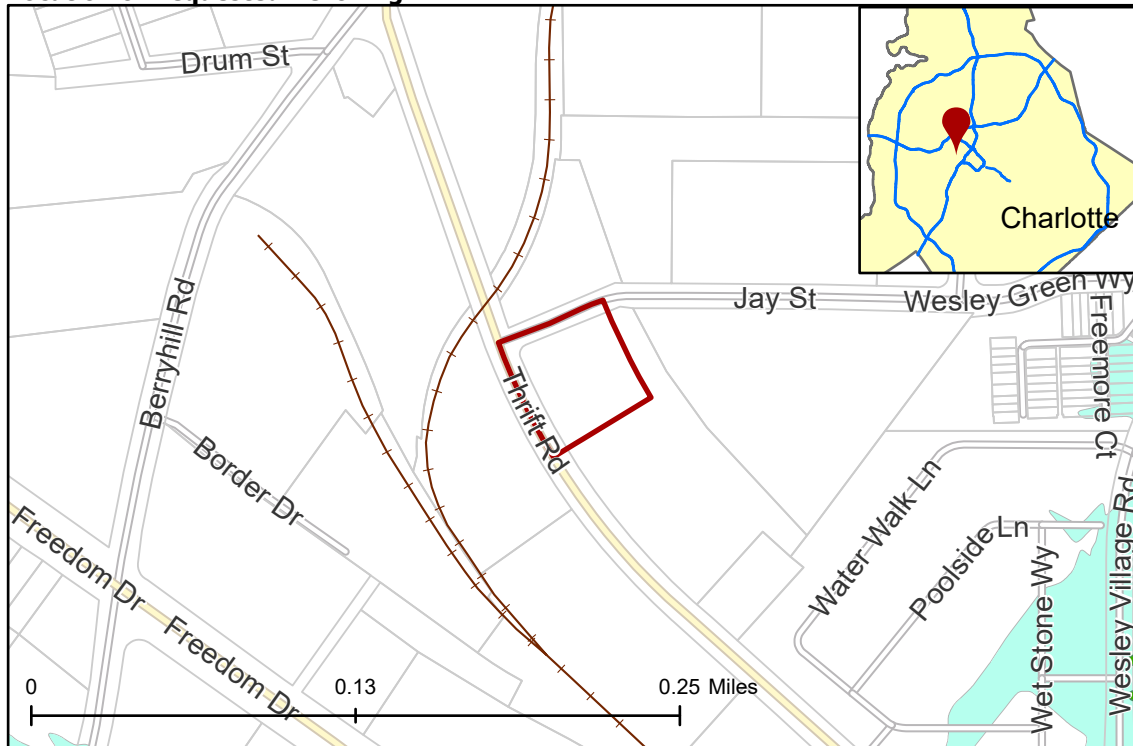 Drum St
Charlotte
Jay St
Wesley Green Wy
Berryhill Rd
Thrift Rd
Freemore Ct
Border Dr
Water Walk Ln
Poolside Ln
Freedom Dr
Freedom Dr
Wet Stone Wy
Wesley Village Rd
0 0.13 0.25 Miles